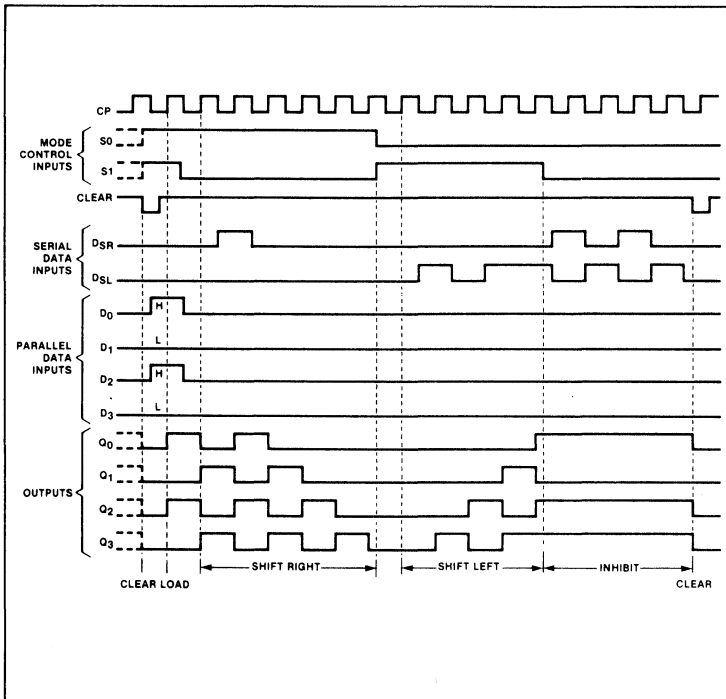 CP
MODE
CONTROL
INPUTS
S0
S1
CLEAR
SERIAL
DATA
INPUTS
DSR
DSL
PARALLEL
DATA
INPUTS
D0
H
D1
L
D2
H
D3
L
OUTPUTS
Q0
Q1
Q2
Q3
CLEAR LOAD
SHIFT RIGHT
SHIFT LEFT
INHIBIT
CLEAR